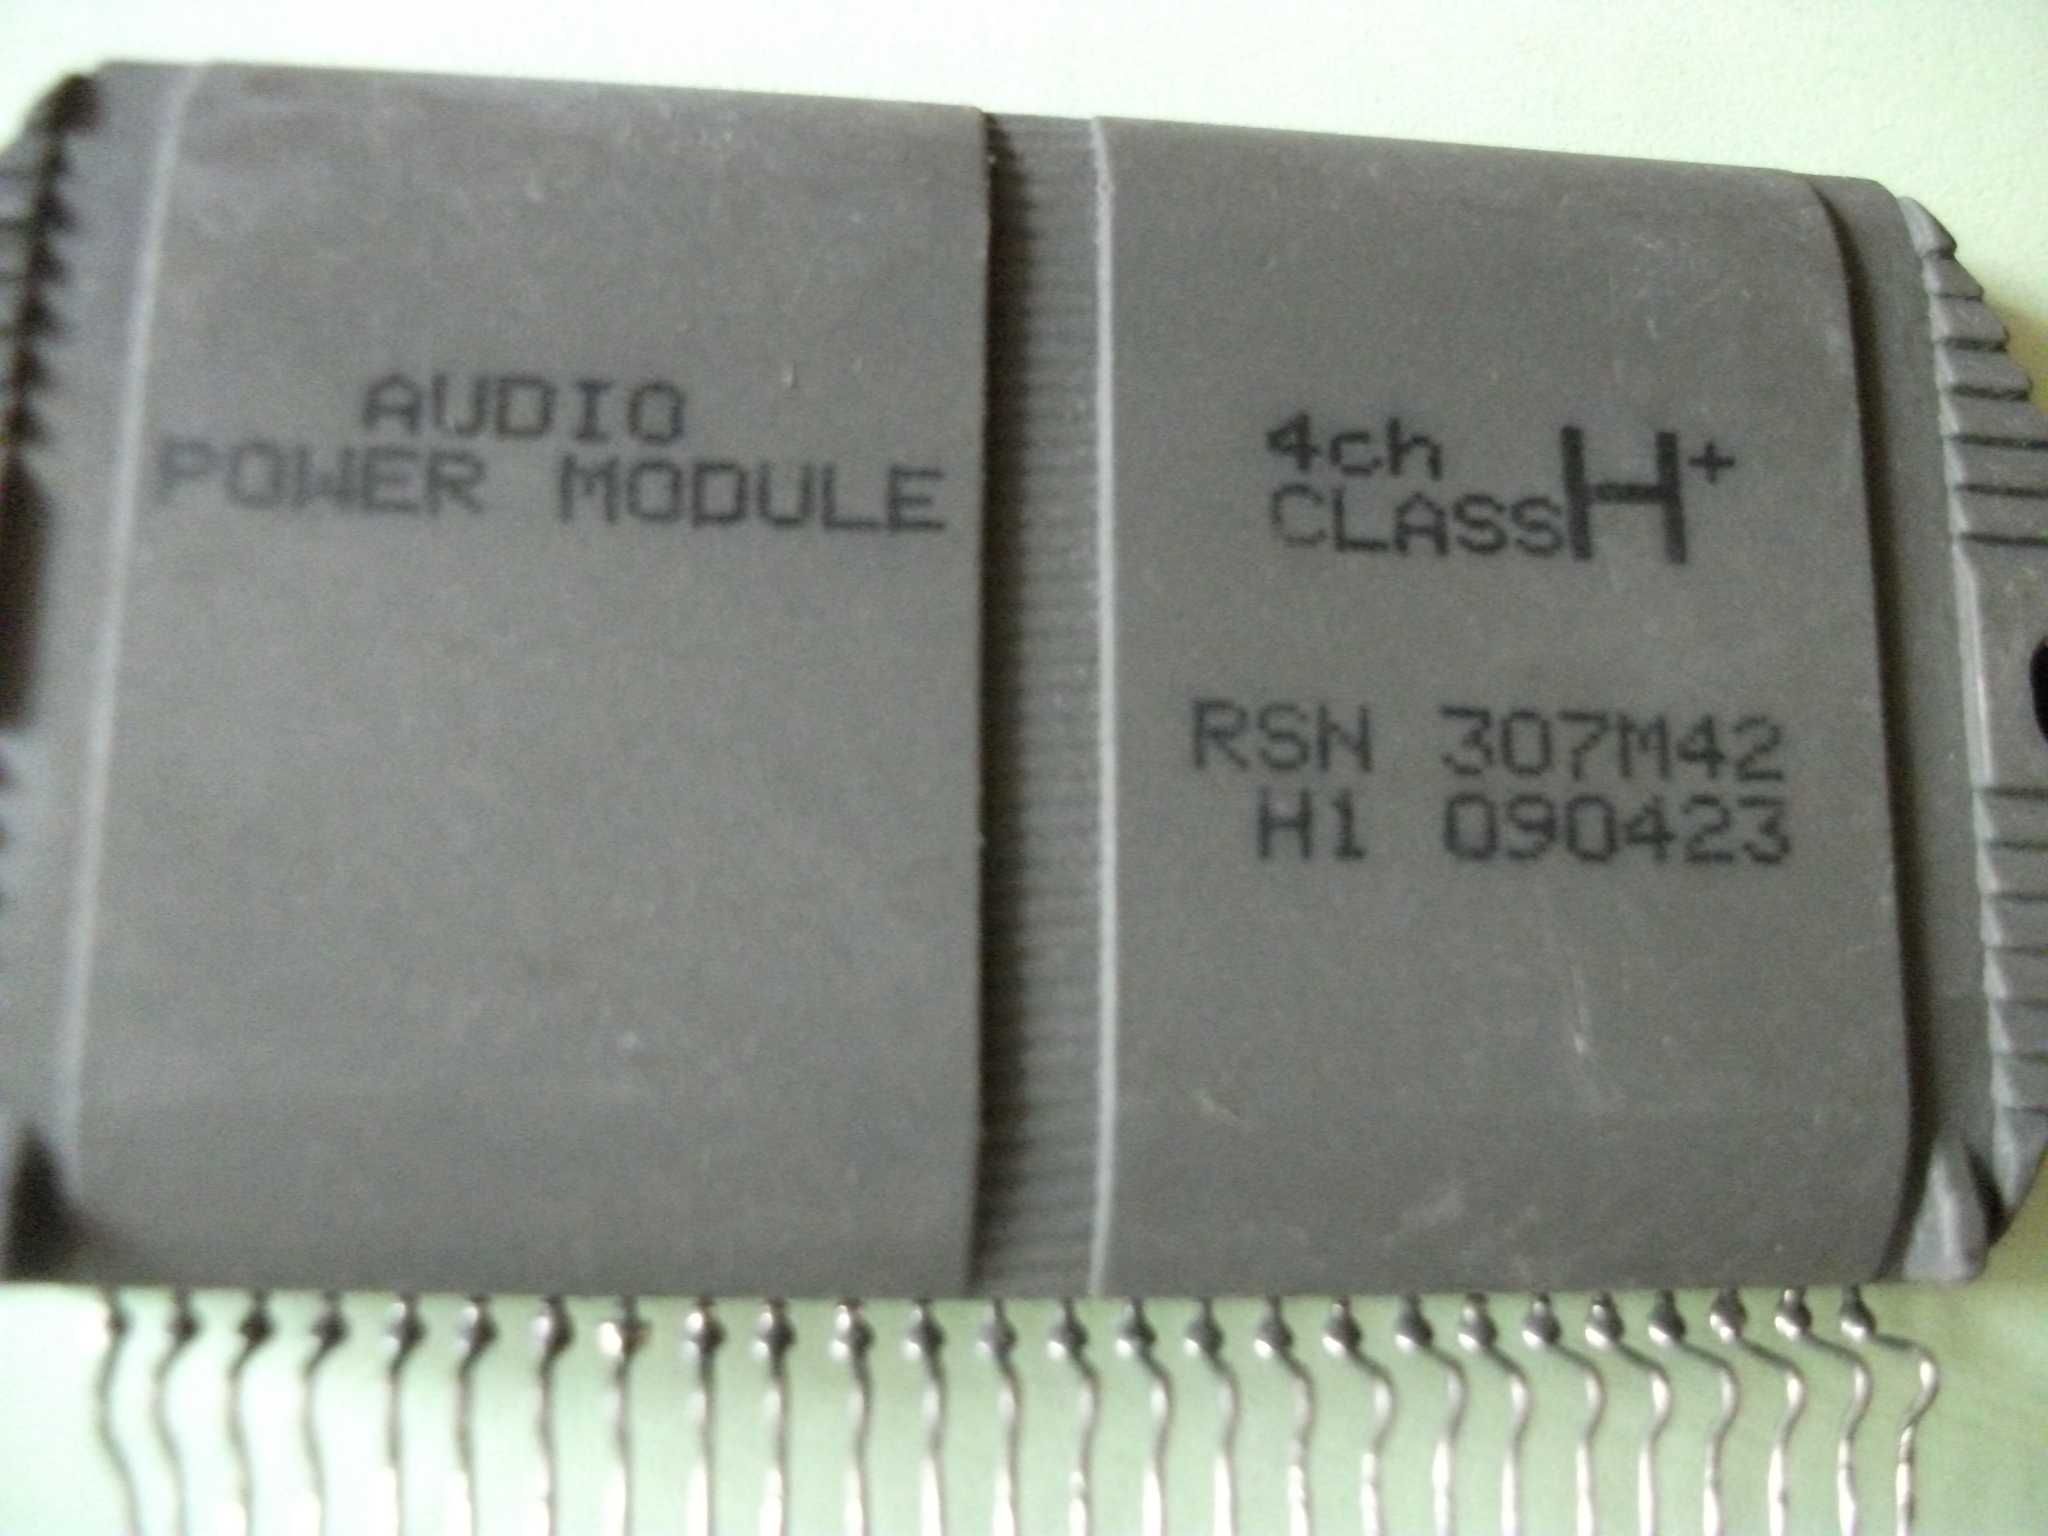 AUDIO
POWER MODULE
4ch
CLASS H+
RSN 307M42
H1 090423